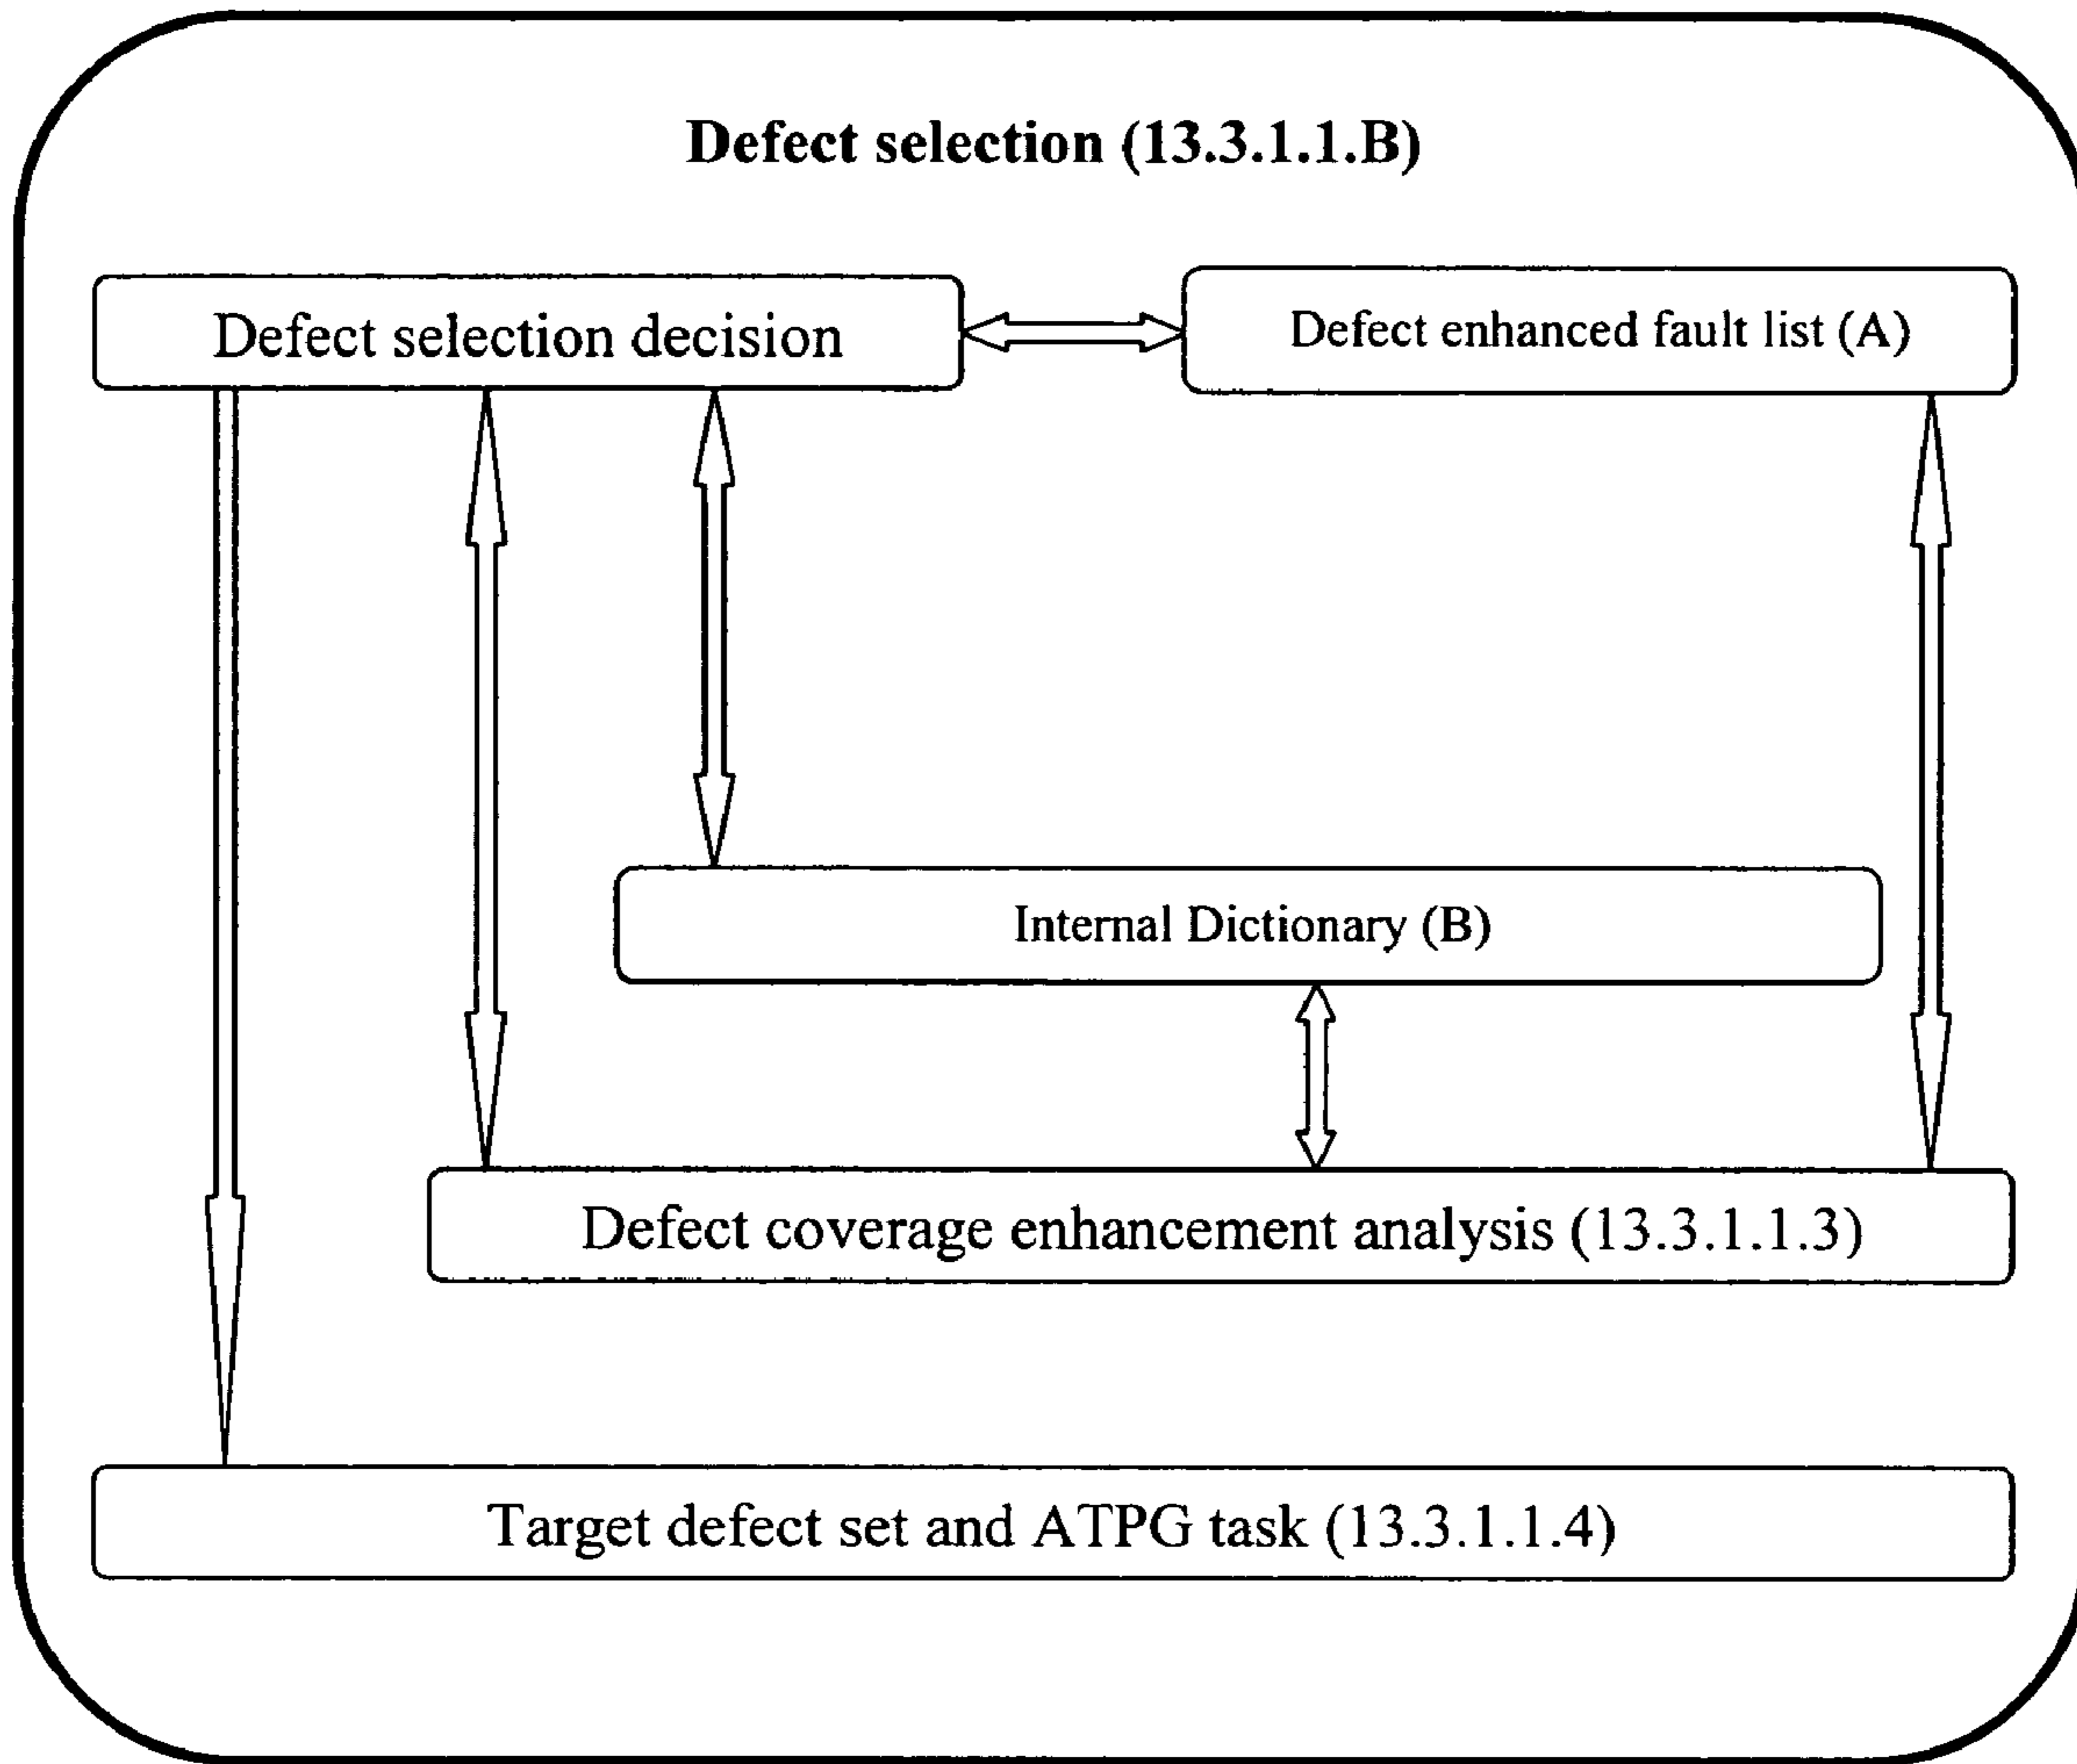 Defect selection (13.3.1.1.B)
Defect selection decision
Defect enhanced fault list (A)
Internal Dictionary (B)
Defect coverage enhancement analysis (13.3.1.1.3)
Target defect set and ATPG task (13.3.1.1.4)